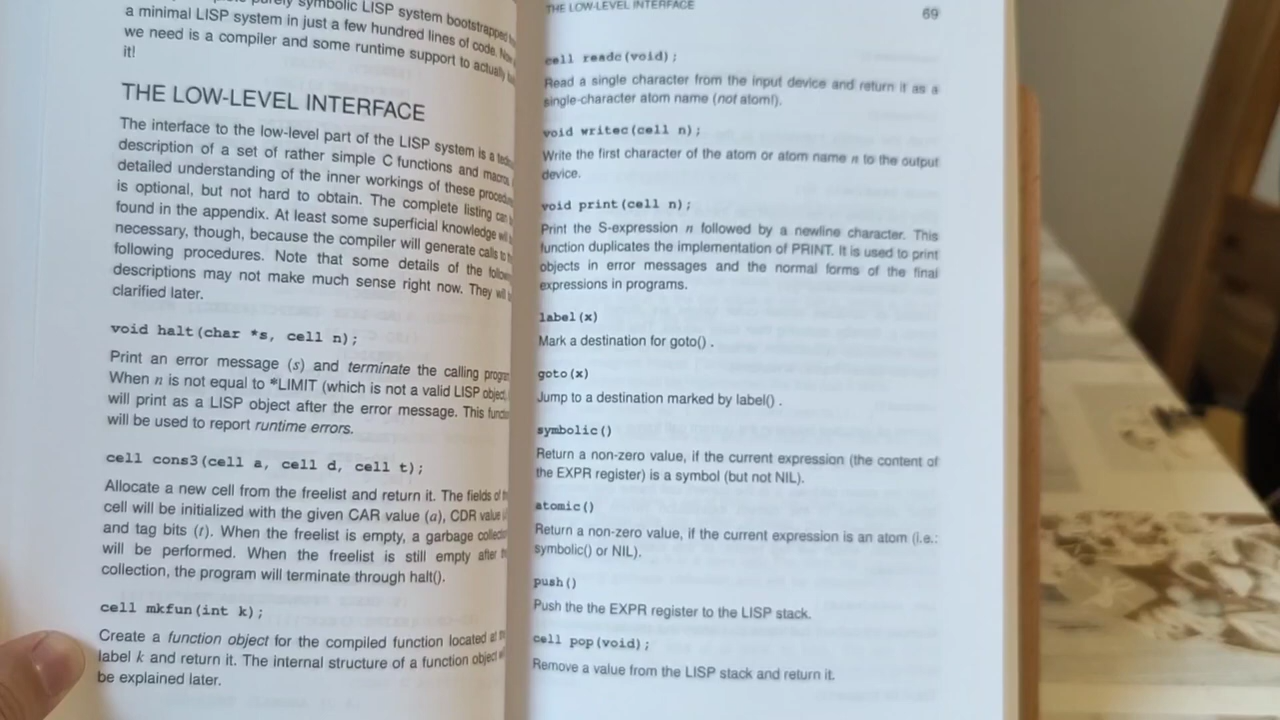 purely symbolic LISP system bootstrapped
a minimal LISP system in just a few hundred lines of code. Now
we need is a compiler and some runtime support to actually
it!
THE LOW-LEVEL INTERFACE
The interface to the low-level part of the LISP system is a
description of a set of rather simple C functions and macros.
detailed understanding of the inner workings of these
is optional, but not hard to obtain. The complete listing can
found in the appendix. At least some superficial knowledge
necessary, though, because the compiler will generate calls to
following procedures. Note that some details of the
descriptions may not make much sense right now. They will
clarified later.
void halt(char *s, cell n);
Print an error message (s) and terminate the calling
When n is not equal to *LIMIT (which is not a valid LISP object,
will print as a LISP object after the error message. This
will be used to report runtime errors.
cell cons3(cell a, cell d, cell t);
Allocate a new cell from the freelist and return it. The fields of
cell will be initialized with the given CAR value (a), CDR value
and tag bits (t). When the freelist is empty, a garbage
will be performed. When the freelist is still empty after
collection, the program will terminate through halt().
cell mkfun(int k);
Create a function object for the compiled function located at
label k and return it. The internal structure of a function object
be explained later.
THE LOW-LEVEL INTERFACE
69
cell readc(void);
Read a single character from the input device and return it as a
single-character atom name (not atom!).
void writec(cell n);
Write the first character of the atom or atom name n to the output
device.
void print(cell n);
Print the S-expression n followed by a newline character. This
function duplicates the implementation of PRINT. It is used to print
objects in error messages and the normal forms of the final
expressions in programs.
label(x)
Mark a destination for goto() .
goto(x)
Jump to a destination marked by label() .
symbolic()
Return a non-zero value, if the current expression (the content of
the EXPR register) is a symbol (but not NIL).
atomic()
Return a non-zero value, if the current expression is an atom (i.e.:
symbolic() or NIL).
push()
Push the the EXPR register to the LISP stack.
cell pop(void);
Remove a value from the LISP stack and return it.